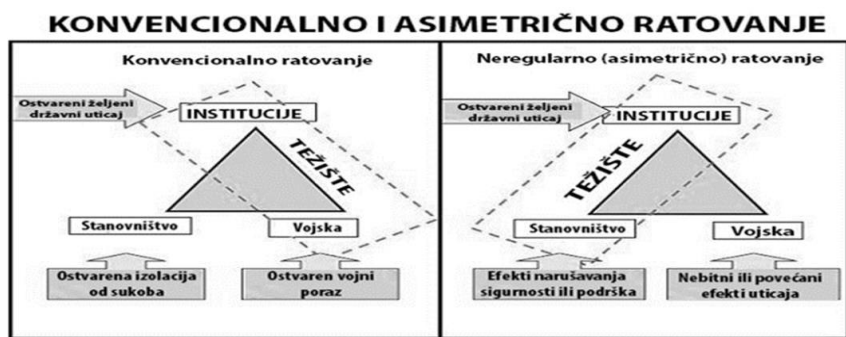 KONVENCIONALNO I ASIMETRIČNO RATOVANJE
Konvencionalno ratovanje
Ostvareni željeni
državni uticaj
INSTITUCIJE
TEŽIŠTE
Stanovništvo
Vojska
Ostvarena izolacija
od sukoba
Ostvaren vojni
poraz
Neregularno (asimetrično) ratovanje
Ostvareni željeni
državni uticaj
INSTITUCIJE
TEŽIŠTE
Stanovništvo
Vojska
Efekti narušavanja
sigurnosti ili podrška
Nebitni ili povećani
efekti uticaja